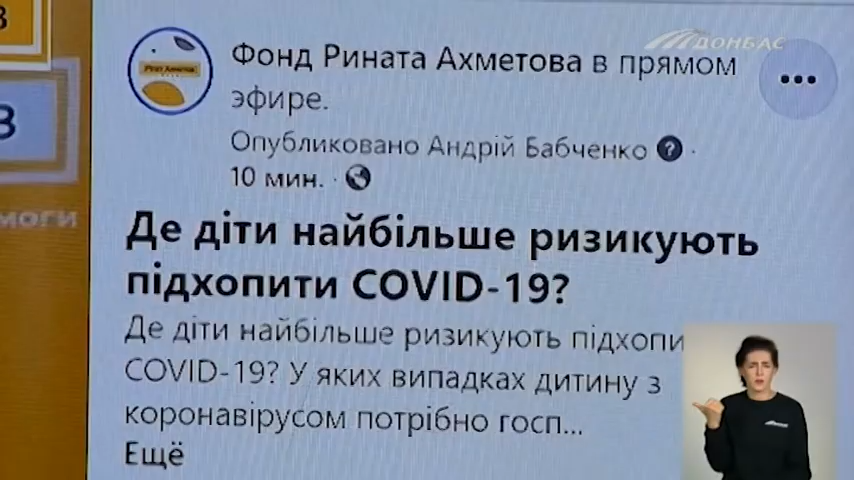 ДОНБАС
Фонд Рината Ахметова в прямом
эфире.
Опубликовано Андрій Бабченко ? ·
10 мин. ·
Де діти найбільше ризикують
підхопити COVID-19?
Де діти найбільше ризикують підхопи
COVID-19? У яких випадках дитину з
коронавірусом потрібно госп...
Ещё
В
В
моги